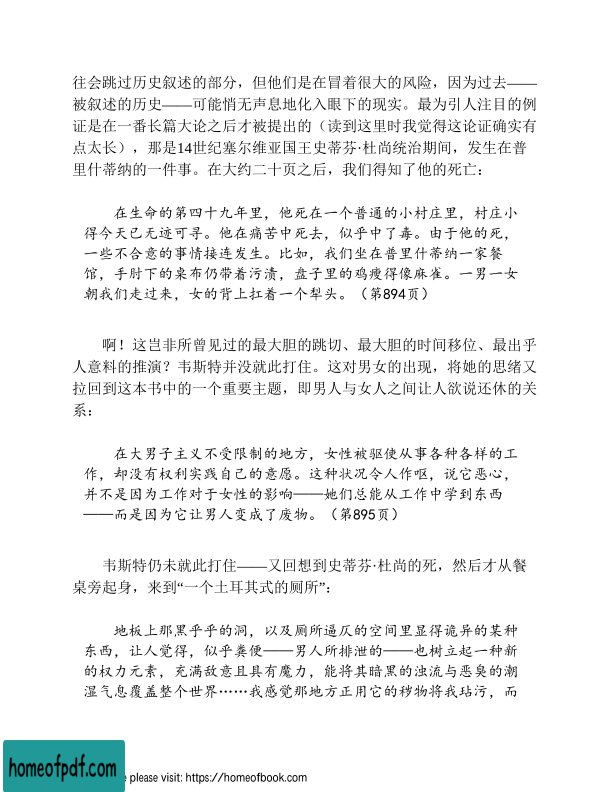 往会跳过历史叙述的部分，但他们是在冒着很大的风险，因为过去——
被叙述的历史——可能悄无声息地化入眼下的现实。最为引人注目的例
证是在一番长篇大论之后才被提出的（读到这里时我觉得这论证确实有
点太长），那是14世纪塞尔维亚国王史蒂芬·杜尚统治期间，发生在普
里什蒂纳的一件事。在大约二十页之后，我们得知了他的死亡：
在生命的第四十九年里，他死在一个普通的小村庄里，村庄小
得今天已无迹可寻。他在痛苦中死去，似乎中了毒。由于他的死，
一些不合意的事情接连发生。比如，我们坐在普里什蒂纳一家餐
馆，手肘下的桌布仍带着污渍，盘子里的鸡瘦得像麻雀。一男一女
朝我们走过来，女的背上扛着一个犁头。（第894页）
啊！这岂非所曾见过的最大胆的跳切、最大胆的时间移位、最出乎
人意料的推演？韦斯特并没就此打住。这对男女的出现，将她的思绪又
拉回到这本书中的一个重要主题，即男人与女人之间让人欲说还休的关
系：
在大男子主义不受限制的地方，女性被驱使从事各种各样的工
作，却没有权利实践自己的意愿。这种状况令人作呕，说它恶心，
并不是因为工作对于女性的影响——她们总能从工作中学到东西
——而是因为它让男人变成了废物。（第895页）
韦斯特仍未就此打住——又回想到史蒂芬·杜尚的死，然后才从餐
桌旁起身，来到“一个土耳其式的厕所”：
地板上那黑乎乎的洞，以及厕所逼仄的空间里显得诡异的某种
东西，让人觉得，似乎粪便——男人所排泄的——也树立起一种新
的权力元素，充满敌意且具有魔力，能将其暗黑的浊流与恶臭的潮
湿气息覆盖整个世界……我感觉那地方正用它的秽物将我玷污，而
homeofpdf.com
e please visit: https://homeofbook.com